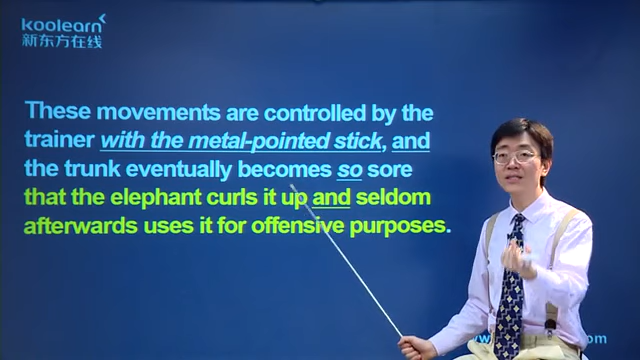 koolearn
新东方在线
These movements are controlled by the
trainer with the metal-pointed stick, and
the trunk eventually becomes so sore
that the elephant curls it up and seldom
afterwards uses it for offensive purposes.